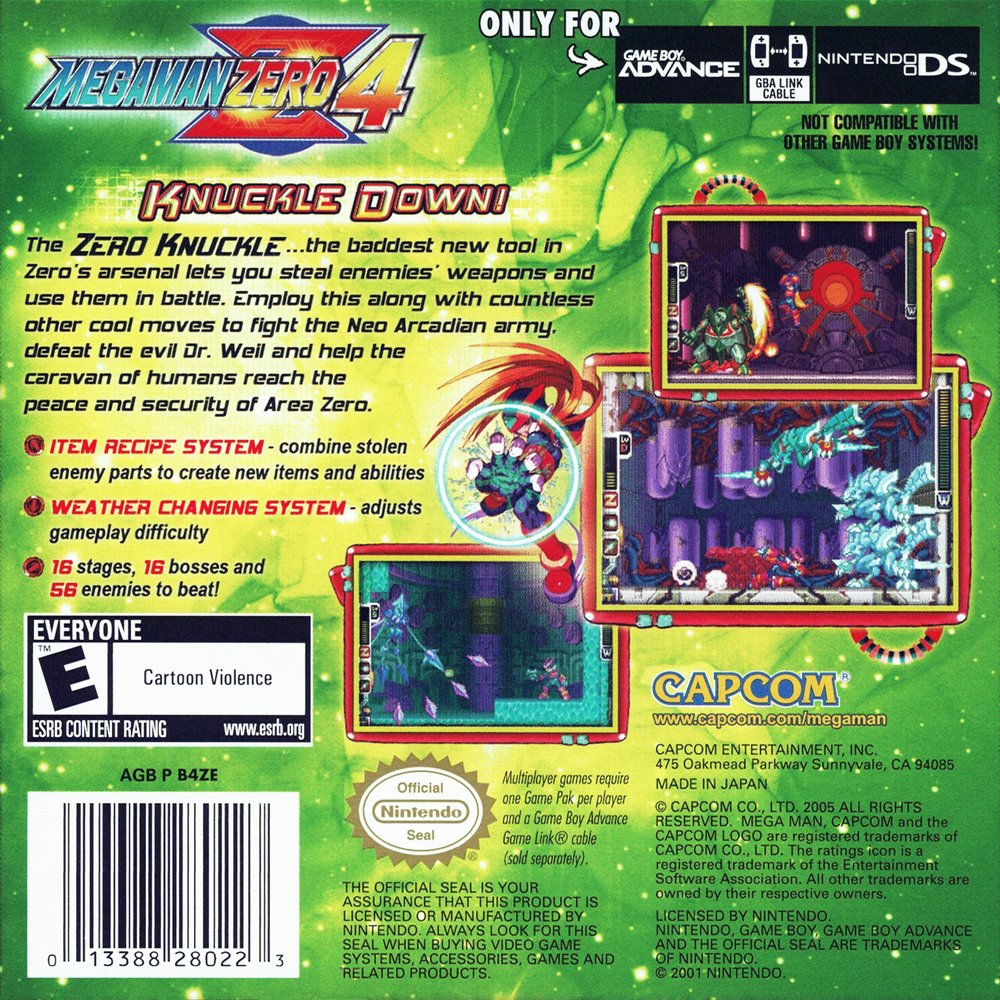 MEGAMAN ZERO 4
ONLY FOR
GAME BOY ADVANCE
GBA LINK
CABLE
NINTENDO DS™
NOT COMPATIBLE WITH
OTHER GAME BOY SYSTEMS!
KNUCKLE DOWN!
The ZERO KNUCKLE...the baddest new tool in
Zero's arsenal lets you steal enemies' weapons and
use them in battle. Employ this along with countless
other cool moves to fight the Neo Arcadian army,
defeat the evil Dr. Weil and help the
caravan of humans reach the
peace and security of Area Zero.
ITEM RECIPE SYSTEM - combine stolen
enemy parts to create new items and abilities
WEATHER CHANGING SYSTEM - adjusts
gameplay difficulty
16 stages, 16 bosses and
56 enemies to beat!
EVERYONE
E™
Cartoon Violence
ESRB CONTENT RATING www.esrb.org
AGB P B4ZE
0 13388 28022 3
Official
Nintendo
Seal
®
Multiplayer games require
one Game Pak per player
and a Game Boy Advance
Game Link® cable
(sold separately).
THE OFFICIAL SEAL IS YOUR
ASSURANCE THAT THIS PRODUCT IS
LICENSED OR MANUFACTURED BY
NINTENDO. ALWAYS LOOK FOR THIS
SEAL WHEN BUYING VIDEO GAME
SYSTEMS, ACCESSORIES, GAMES AND
RELATED PRODUCTS.
CAPCOM®
www.capcom.com/megaman
CAPCOM ENTERTAINMENT, INC.
475 Oakmead Parkway Sunnyvale, CA 94085
MADE IN JAPAN
© CAPCOM CO., LTD. 2005 ALL RIGHTS
RESERVED. MEGA MAN, CAPCOM and the
CAPCOM LOGO are registered trademarks of
CAPCOM CO., LTD. The ratings icon is a
registered trademark of the Entertainment
Software Association. All other trademarks are
owned by their respective owners.
LICENSED BY NINTENDO.
NINTENDO, GAME BOY, GAME BOY ADVANCE
AND THE OFFICIAL SEAL ARE TRADEMARKS
OF NINTENDO.
© 2001 NINTENDO.